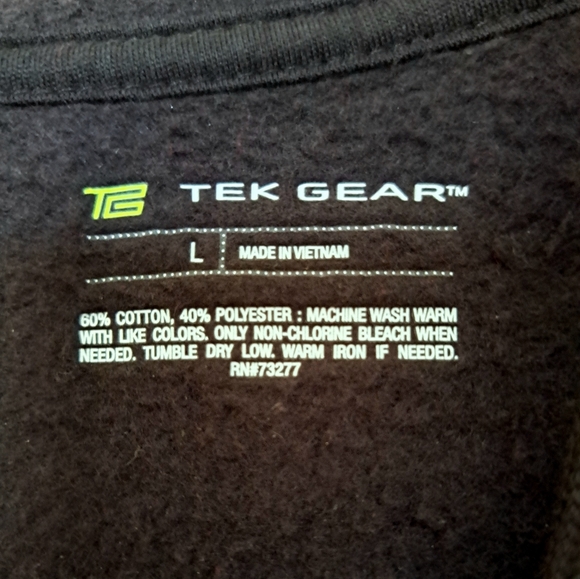 TG TEK GEAR™
L MADE IN VIETNAM
60% COTTON, 40% POLYESTER : MACHINE WASH WARM
WITH LIKE COLORS. ONLY NON-CHLORINE BLEACH WHEN
NEEDED. TUMBLE DRY LOW. WARM IRON IF NEEDED.
RN#73277